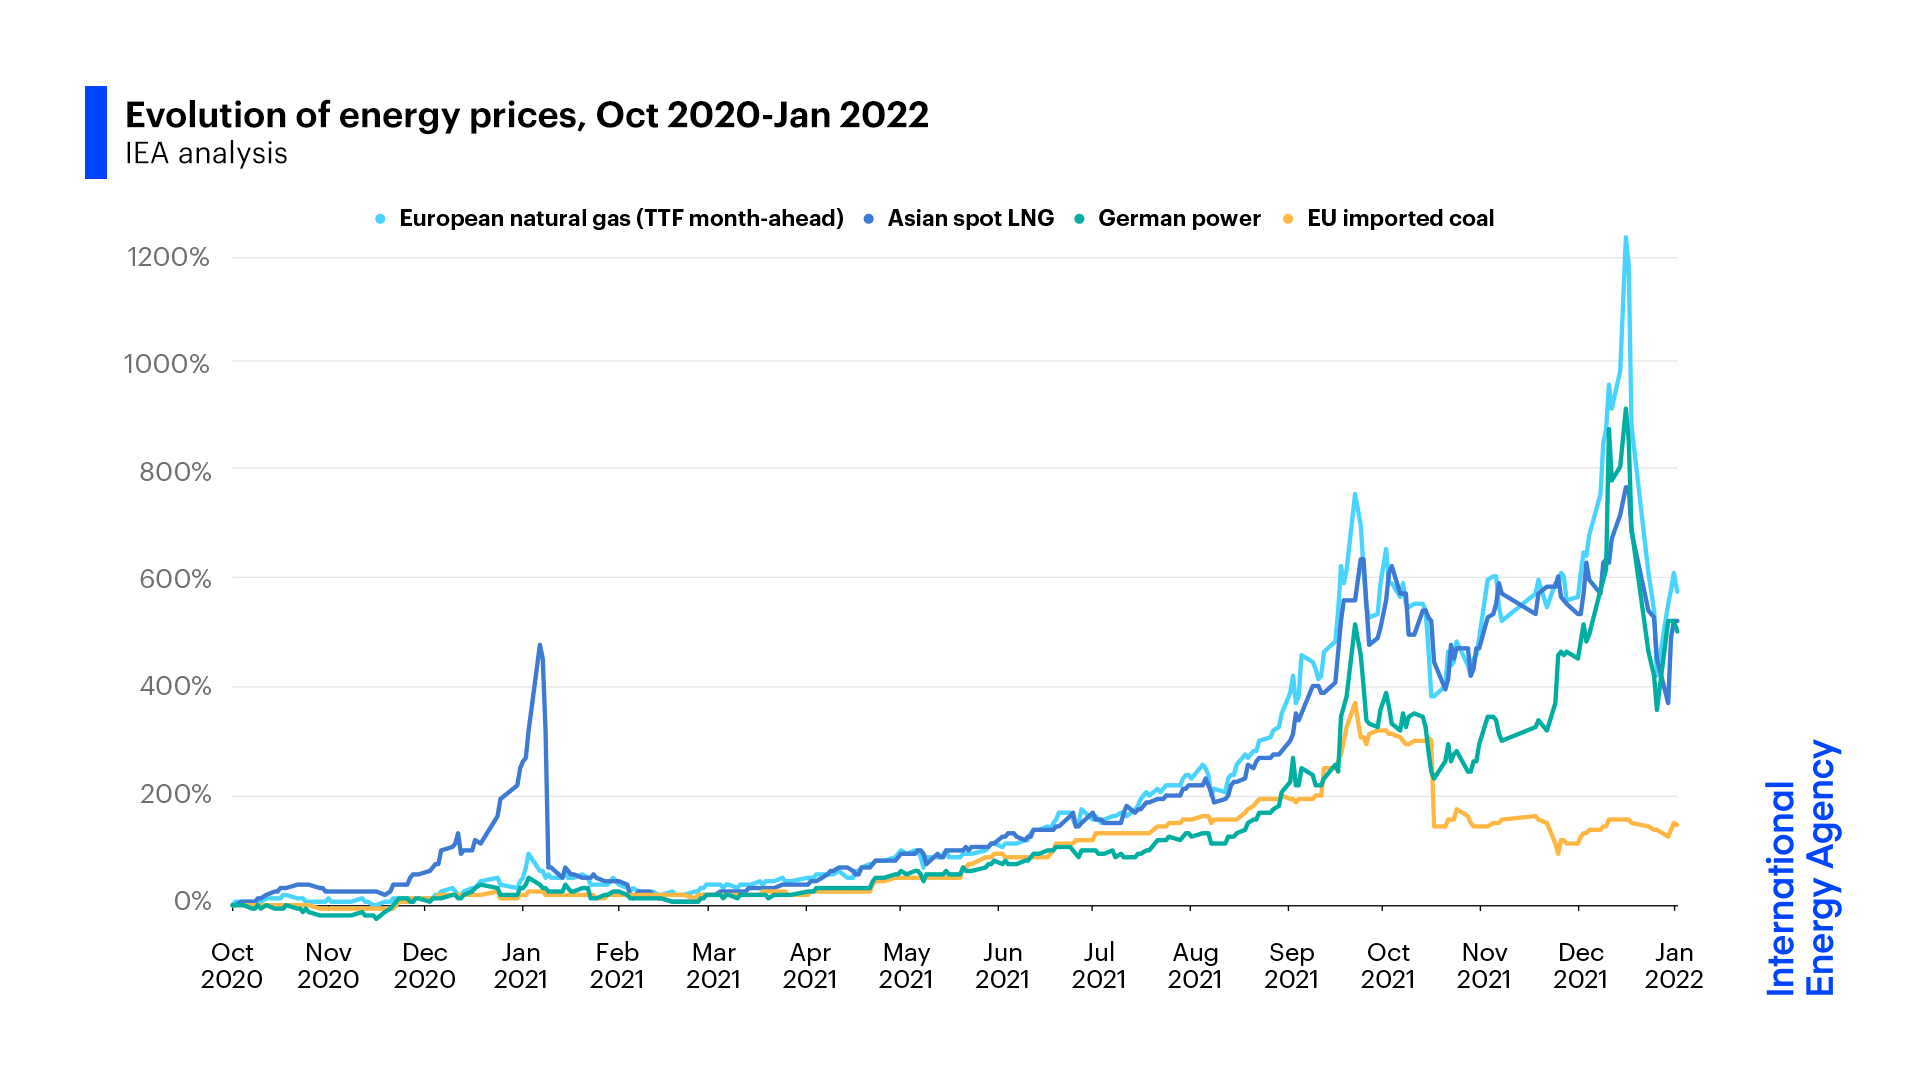 Evolution of energy prices, Oct 2020-Jan 2022
IEA analysis
European natural gas (TTF month-ahead) Asian spot LNG German power EU imported coal
1200%
1000%
800%
600%
400%
200%
0%
Oct Nov Dec Jan Feb Mar Apr May Jun Jul Aug Sep Oct Nov Dec Jan
2020 2020 2020 2021 2021 2021 2021 2021 2021 2021 2021 2021 2021 2021 2021 2022
International
Energy Agency